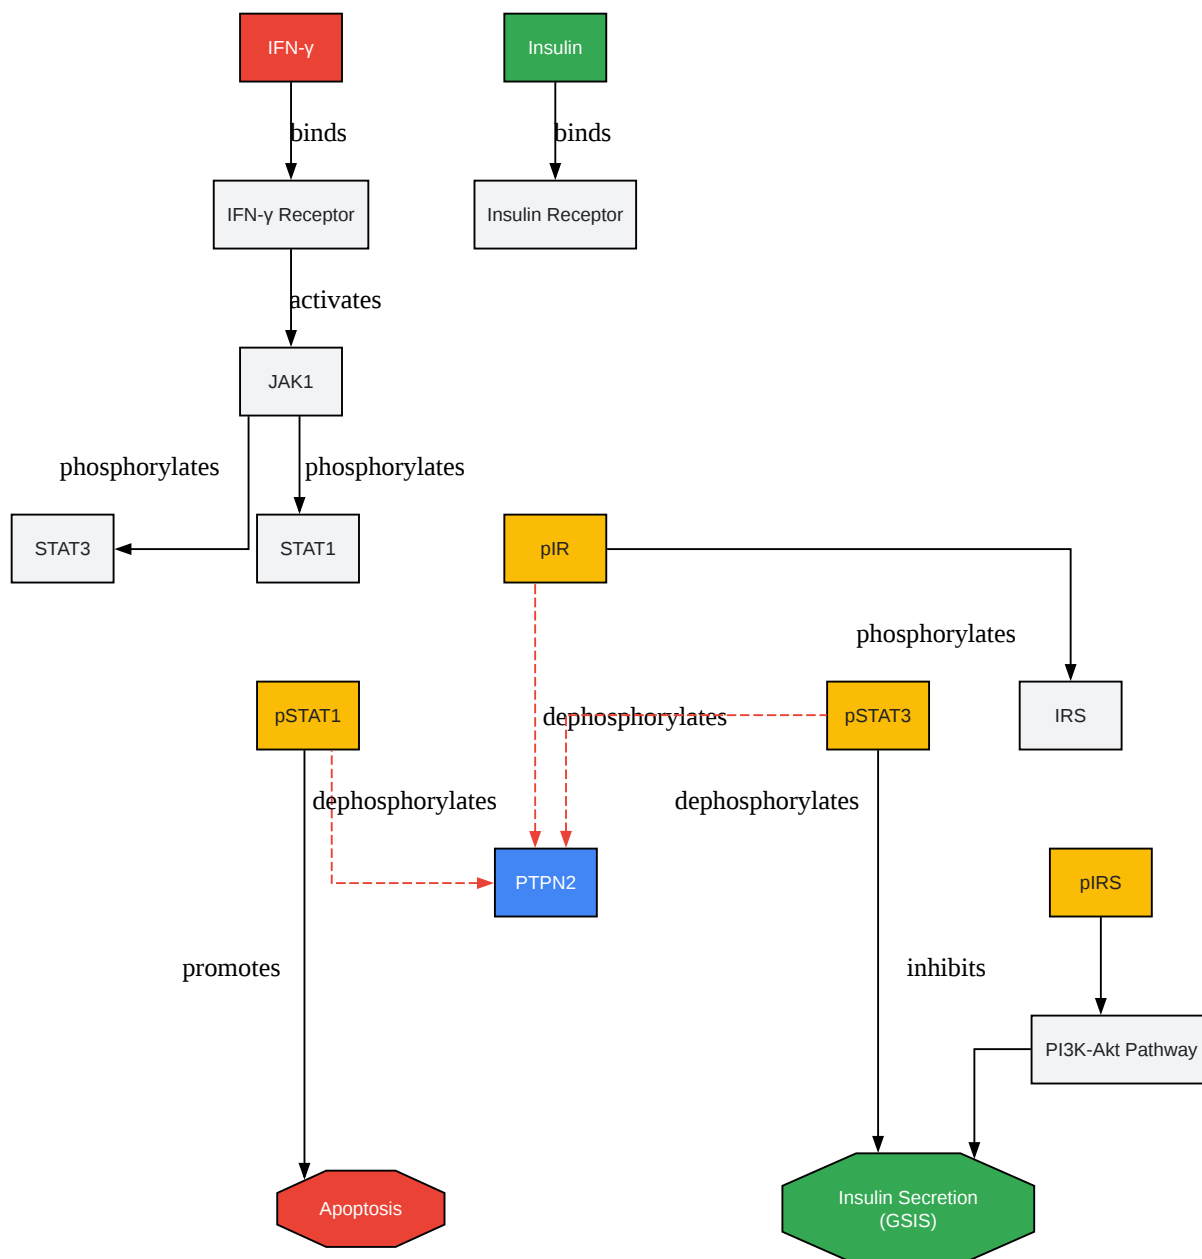 IFN-γ
Insulin
binds
binds
IFN-γ Receptor
Insulin Receptor
activates
JAK1
phosphorylates
phosphorylates
STAT3
STAT1
pIR
phosphorylates
pSTAT1
dephosphorylates
pSTAT3
IRS
dephosphorylates
dephosphorylates
PTPN2
pIRS
promotes
inhibits
PI3K-Akt Pathway
Apoptosis
Insulin Secretion
(GSIS)